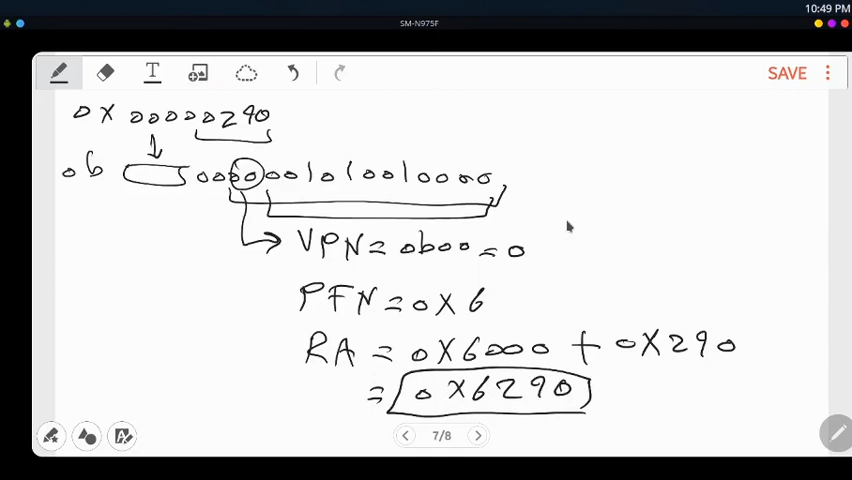 10:49 PM
SM-N975F
T SAVE
0x 00000290
0b 0000001010010000
VPN = 0b00 = 0
PFN = 0x6
RA = 0x6000 + 0x290
= 0x6290
A
7/8